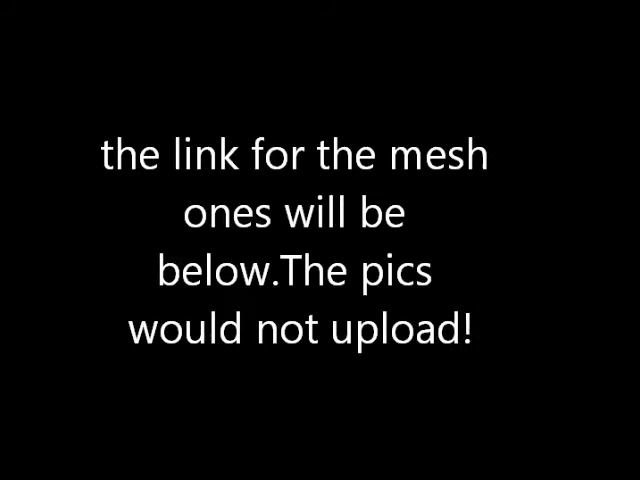 the link for the mesh
ones will be
below.The pics
would not upload!